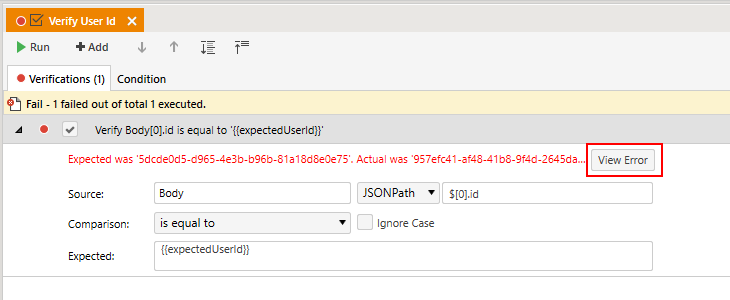 Verify User Id
Run Add
Verifications (1) Condition
Fail - 1 failed out of total 1 executed.
Verify Body[0].id is equal to '{{expectedUserId}}'
Expected was '5dcde0d5-d965-4e3b-b96b-81a18d8e0e75'. Actual was '957efc41-af48-41b8-9f4d-2645da... View Error
Source: Body JSONPath $[0].id
Comparison: is equal to Ignore Case
Expected: {{expectedUserId}}